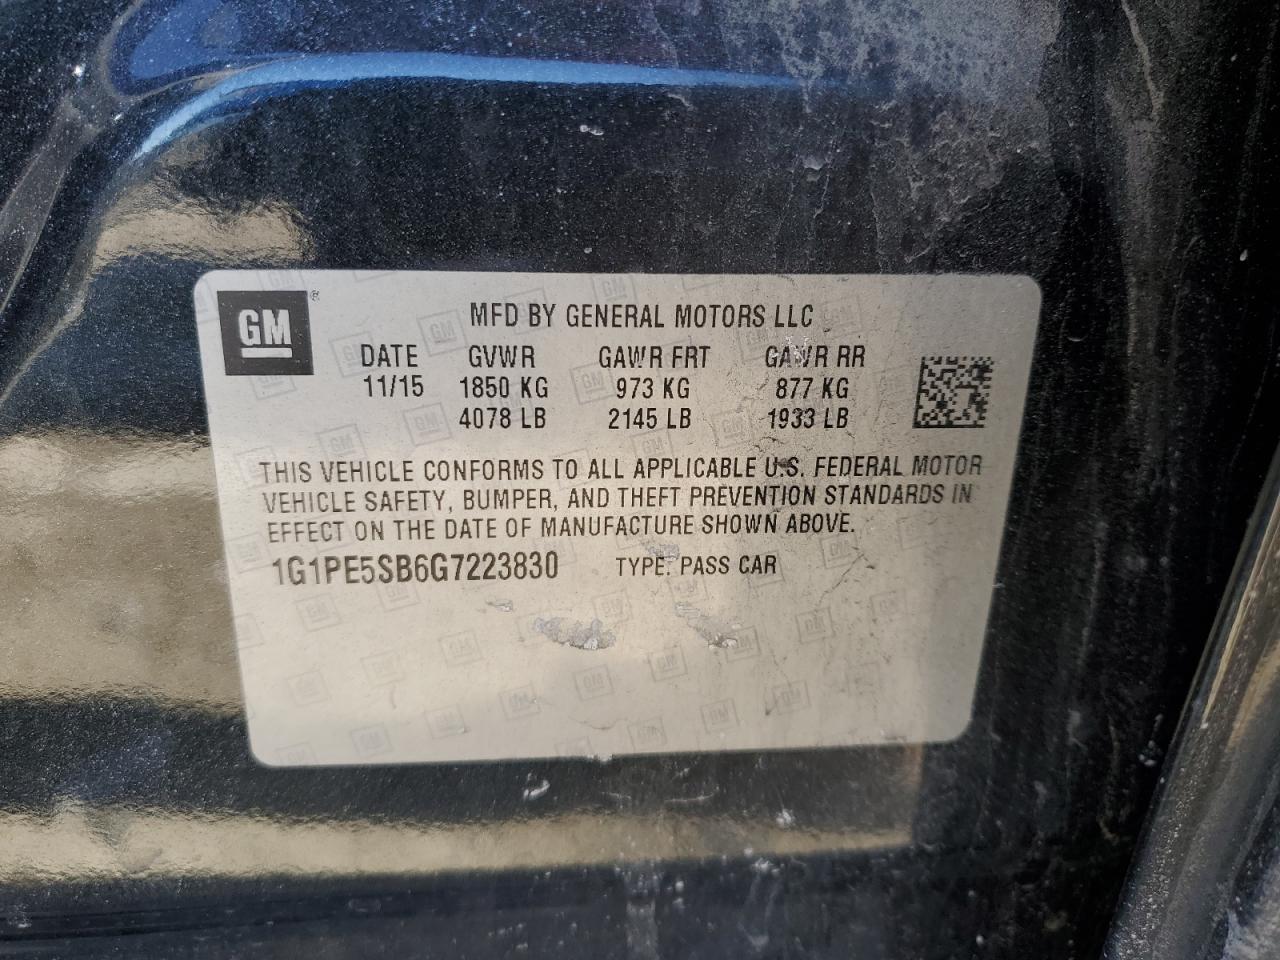 GM ®
MFD BY GENERAL MOTORS LLC
DATE GVWR GAWR FRT GAWR RR
11/15 1850 KG 973 KG 877 KG
4078 LB 2145 LB 1933 LB
THIS VEHICLE CONFORMS TO ALL APPLICABLE U.S. FEDERAL MOTOR
VEHICLE SAFETY, BUMPER, AND THEFT PREVENTION STANDARDS IN
EFFECT ON THE DATE OF MANUFACTURE SHOWN ABOVE.
1G1PE5SB6G7223830 TYPE: PASS CAR